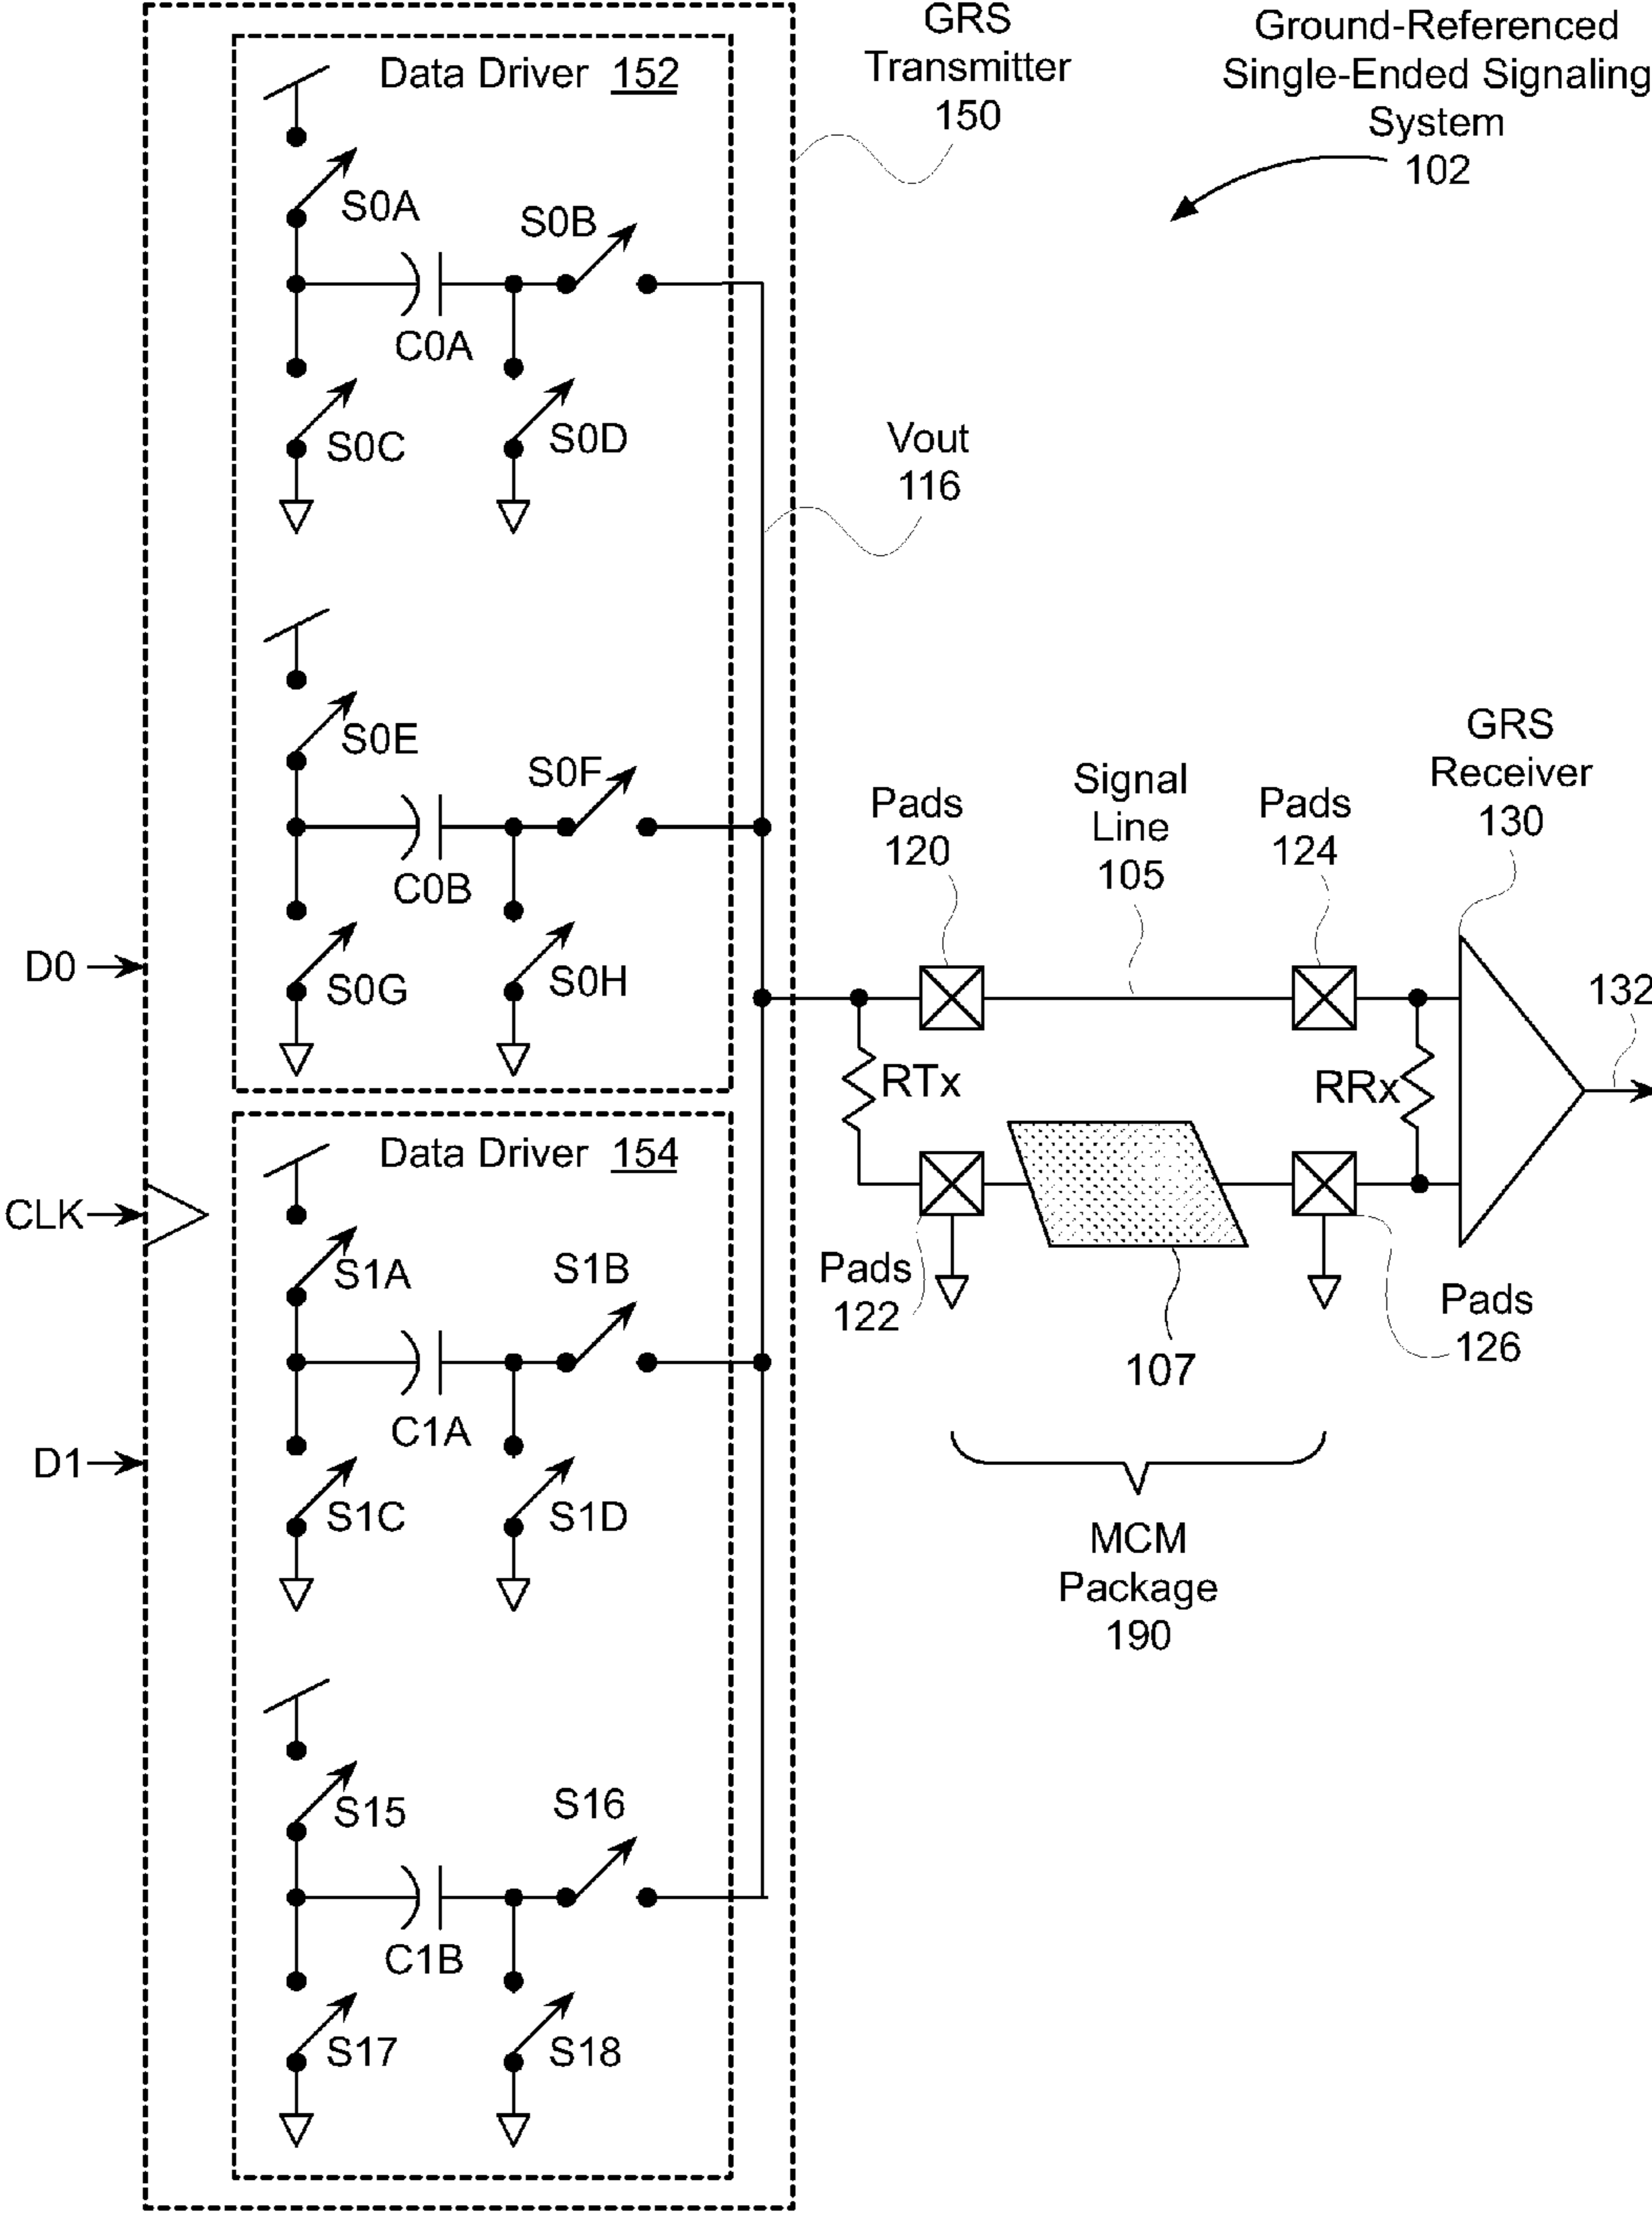 Data Driver 152
S0A
S0B
C0A
S0C
S0D
S0E
S0F
C0B
S0G
S0H
Data Driver 154
S1A
S1B
C1A
S1C
S1D
S15
S16
C1B
S17
S18
D0
CLK
D1
GRS
Transmitter
150
Ground-Referenced
Single-Ended Signaling
System
102
Vout
116
Pads
120
Signal
Line
105
Pads
124
GRS
Receiver
130
132
RTx
RRx
Pads
122
107
Pads
126
MCM
Package
190